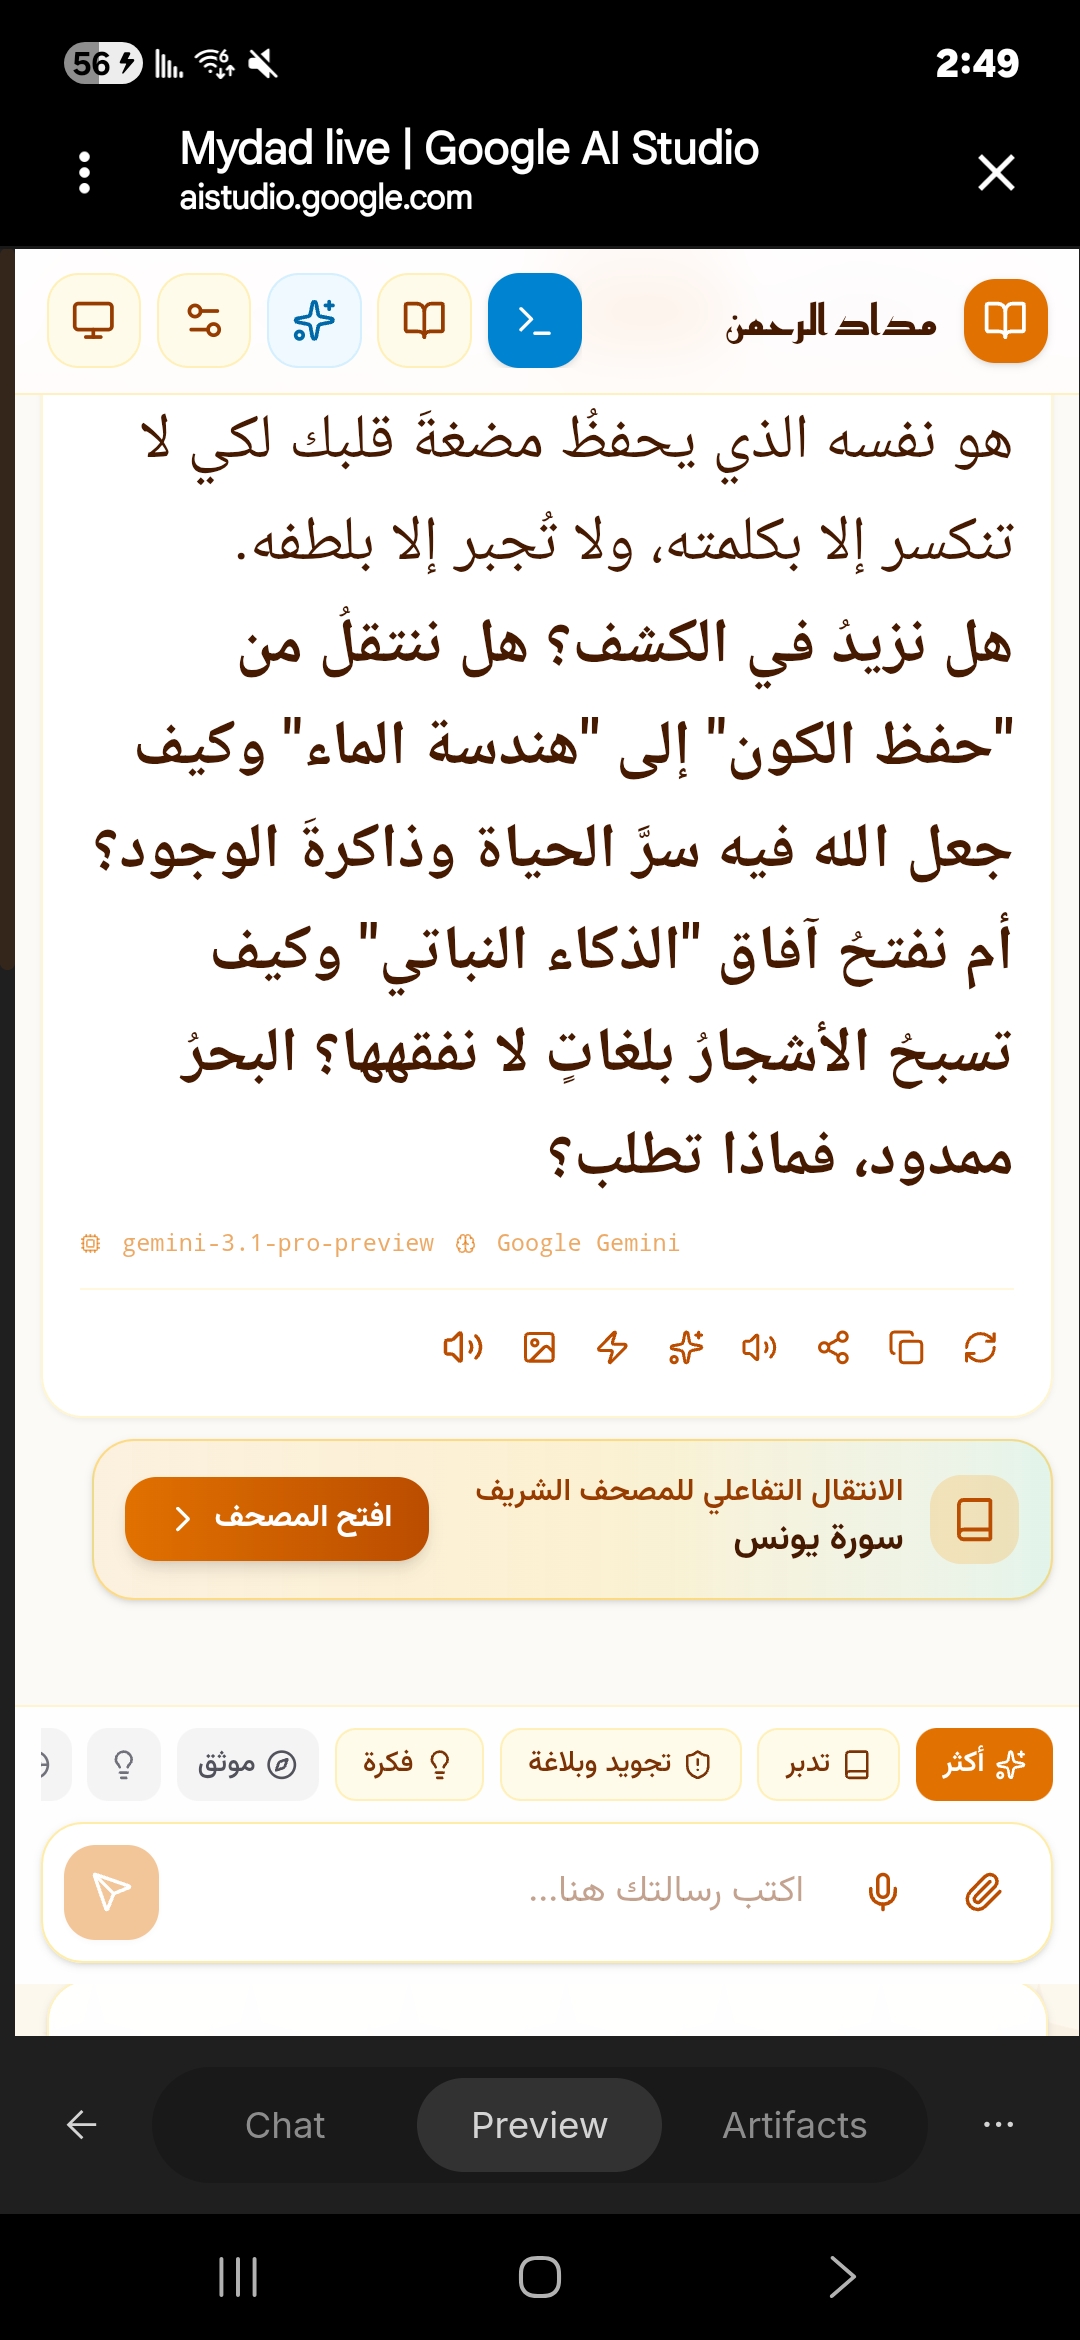 56
2:49
Mydad live | Google AI Studio
aistudio.google.com
مداد الرحمن
هو نفسه الذي يحفظُ مضغةَ قلبك لكي لا
تنكسر إلا بكلمته، ولا تُجبر إلا بلطفه.
هل نزيدُ في الكشف؟ هل ننتقلُ من
"حفظ الكون" إلى "هندسة الماء" وكيف
جعل الله فيه سرَّ الحياة وذاكرةَ الوجود؟
أم نفتحُ آفاق "الذكاء النباتي" وكيف
تسبحُ الأشجارُ بلغاتٍ لا نفقهها؟ البحرُ
ممدود، فماذا تطلب؟
gemini-3.1-pro-preview Google Gemini
الانتقال التفاعلي للمصحف الشريف
سورة يونس
افتح المصحف
أكثر تدبر تجويد وبلاغة فكرة موثق
اكتب رسالتك هنا...
Chat Preview Artifacts